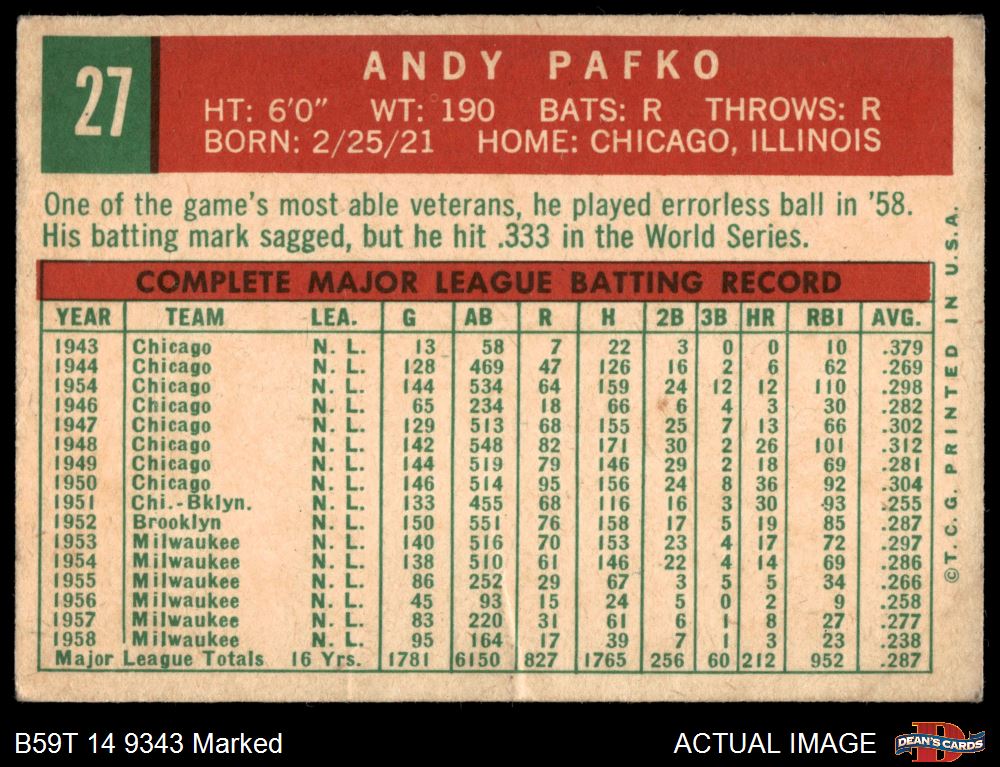 27
ANDY PAFKO
HT: 6'0" WT: 190 BATS: R THROWS: R
BORN: 2/25/21 HOME: CHICAGO, ILLINOIS
One of the game's most able veterans, he played errorless ball in '58.
His batting mark sagged, but he hit .333 in the World Series.
COMPLETE MAJOR LEAGUE BATTING RECORD
YEAR TEAM LEA. G AB R H 2B 3B HR RBI AVG.
1943 Chicago N. L. 13 58 7 22 3 0 0 10 .379
1944 Chicago N. L. 128 469 47 126 16 2 6 62 .269
1954 Chicago N. L. 144 534 64 159 24 12 12 110 .298
1946 Chicago N. L. 65 234 18 66 6 4 3 30 .282
1947 Chicago N. L. 129 513 68 155 25 7 13 66 .302
1948 Chicago N. L. 142 548 82 171 30 2 26 101 .312
1949 Chicago N. L. 144 519 79 146 29 2 18 69 .281
1950 Chicago N. L. 146 514 95 156 24 8 36 92 .304
1951 Chi.-Bklyn. N. L. 133 455 68 116 16 3 30 93 .255
1952 Brooklyn N. L. 150 551 76 158 17 5 19 85 .287
1953 Milwaukee N. L. 140 516 70 153 23 4 17 72 .297
1954 Milwaukee N. L. 138 510 61 146 22 4 14 69 .286
1955 Milwaukee N. L. 86 252 29 67 3 5 5 34 .266
1956 Milwaukee N. L. 45 93 15 24 5 0 2 9 .258
1957 Milwaukee N. L. 83 220 31 61 6 1 8 27 .277
1958 Milwaukee N. L. 95 164 17 39 7 1 3 23 .238
Major League Totals 16 Yrs. 1781 6150 827 1765 256 60 212 952 .287
©T. C. G. PRINTED IN U.S.A.
B59T 14 9343 Marked
ACTUAL IMAGE
D
DEAN'S CARDS